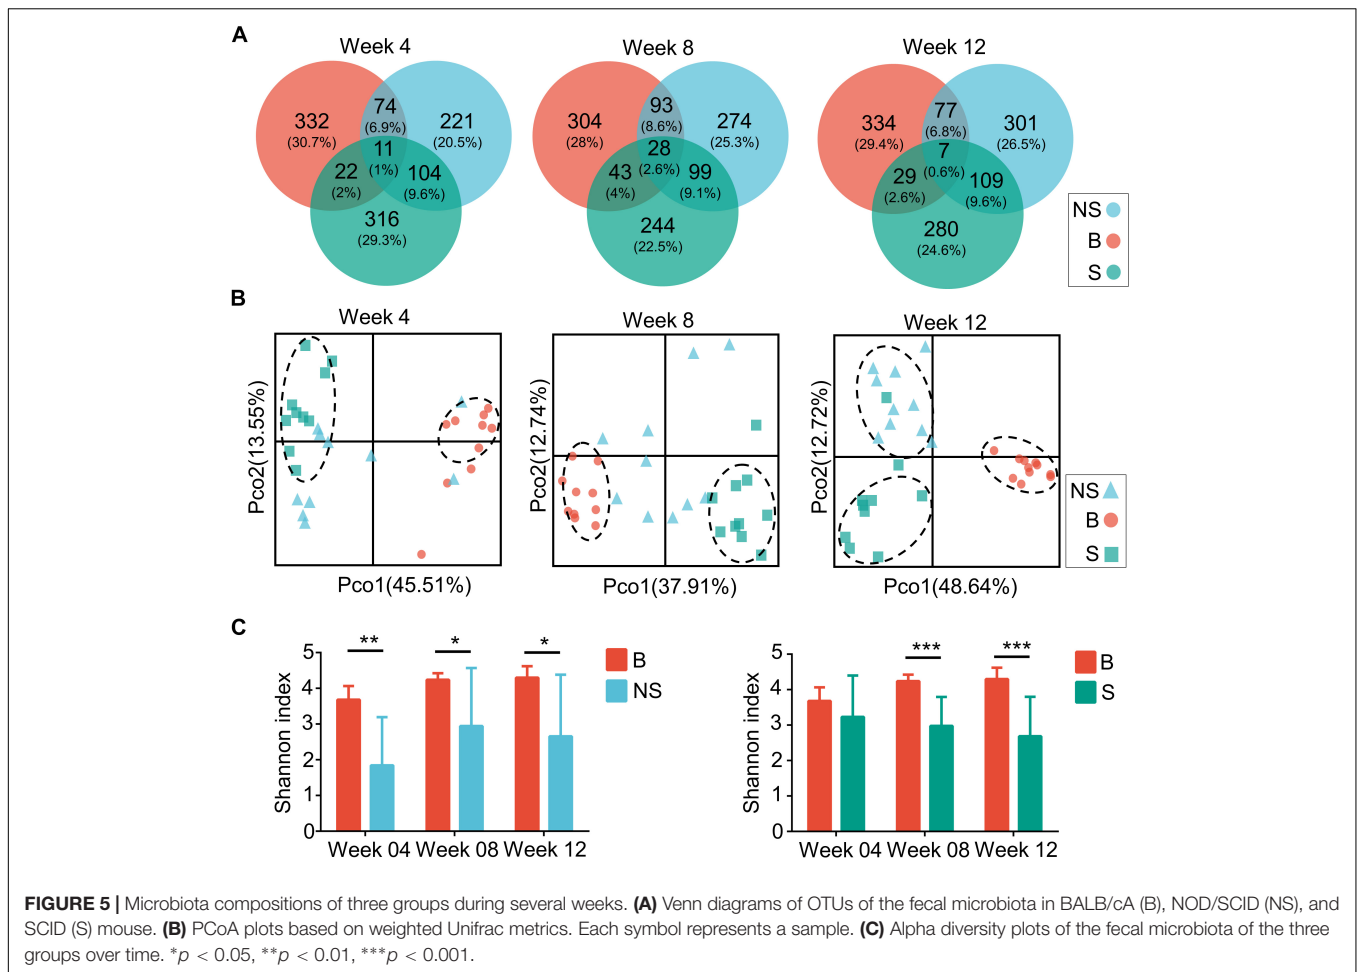 A
Week 4
Week 8
Week 12
332
(30.7%)
74
(6.9%)
221
(20.5%)
11
(1%)
22
(2%)
104
(9.6%)
316
(29.3%)
304
(28%)
93
(8.6%)
274
(25.3%)
28
(2.6%)
43
(4%)
99
(9.1%)
244
(22.5%)
334
(29.4%)
77
(6.8%)
301
(26.5%)
7
(0.6%)
29
(2.6%)
109
(9.6%)
280
(24.6%)
NS
B
S
B
Week 4
Week 8
Week 12
Pco2(13.55%)
Pco1(45.51%)
Pco2(12.74%)
Pco1(37.91%)
Pco2(12.72%)
Pco1(48.64%)
NS
B
S
C
Shannon index
5
4
3
2
1
0
**
*
*
Week 04 Week 08 Week 12
B
NS
Shannon index
5
4
3
2
1
0
***
***
Week 04 Week 08 Week 12
B
S
FIGURE 5 | Microbiota compositions of three groups during several weeks. (A) Venn diagrams of OTUs of the fecal microbiota in BALB/cA (B), NOD/SCID (NS), and
SCID (S) mouse. (B) PCoA plots based on weighted Unifrac metrics. Each symbol represents a sample. (C) Alpha diversity plots of the fecal microbiota of the three
groups over time. *p < 0.05, **p < 0.01, ***p < 0.001.